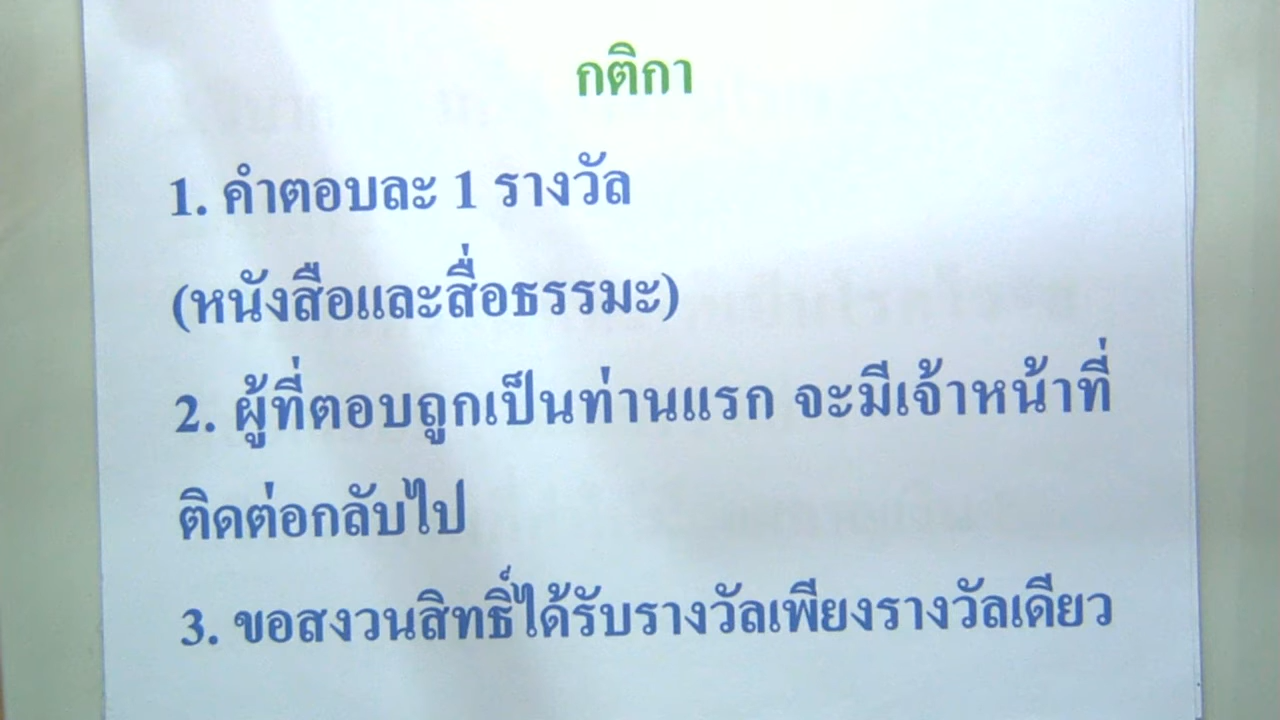 กติกา
1. คำตอบละ 1 รางวัล
(หนังสือและสื่อธรรมะ)
2. ผู้ที่ตอบถูกเป็นท่านแรก จะมีเจ้าหน้าที่
ติดต่อกลับไป
3. ขอสงวนสิทธิ์ได้รับรางวัลเพียงรางวัลเดียว